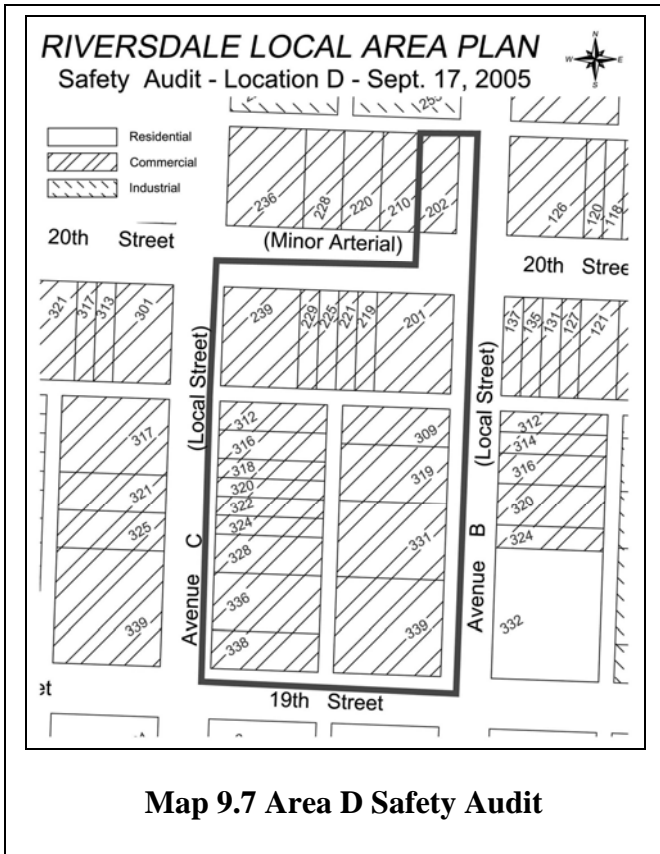 RIVERSDALE LOCAL AREA PLAN
Safety Audit - Location D - Sept. 17, 2005
N
W E
S
Residential
Commercial
Industrial
236
228
220
210
202
126
120
118
20th Street
(Minor Arterial)
20th Stree
321
317
313
301
239
229
225
221
219
201
137
135
131
127
121
(Local Street)
(Local Street)
317
321
325
339
312
316
318
320
322
324
328
336
338
309
319
331
339
312
314
316
320
324
332
Avenue C
Avenue B
et
19th Street
Map 9.7 Area D Safety Audit